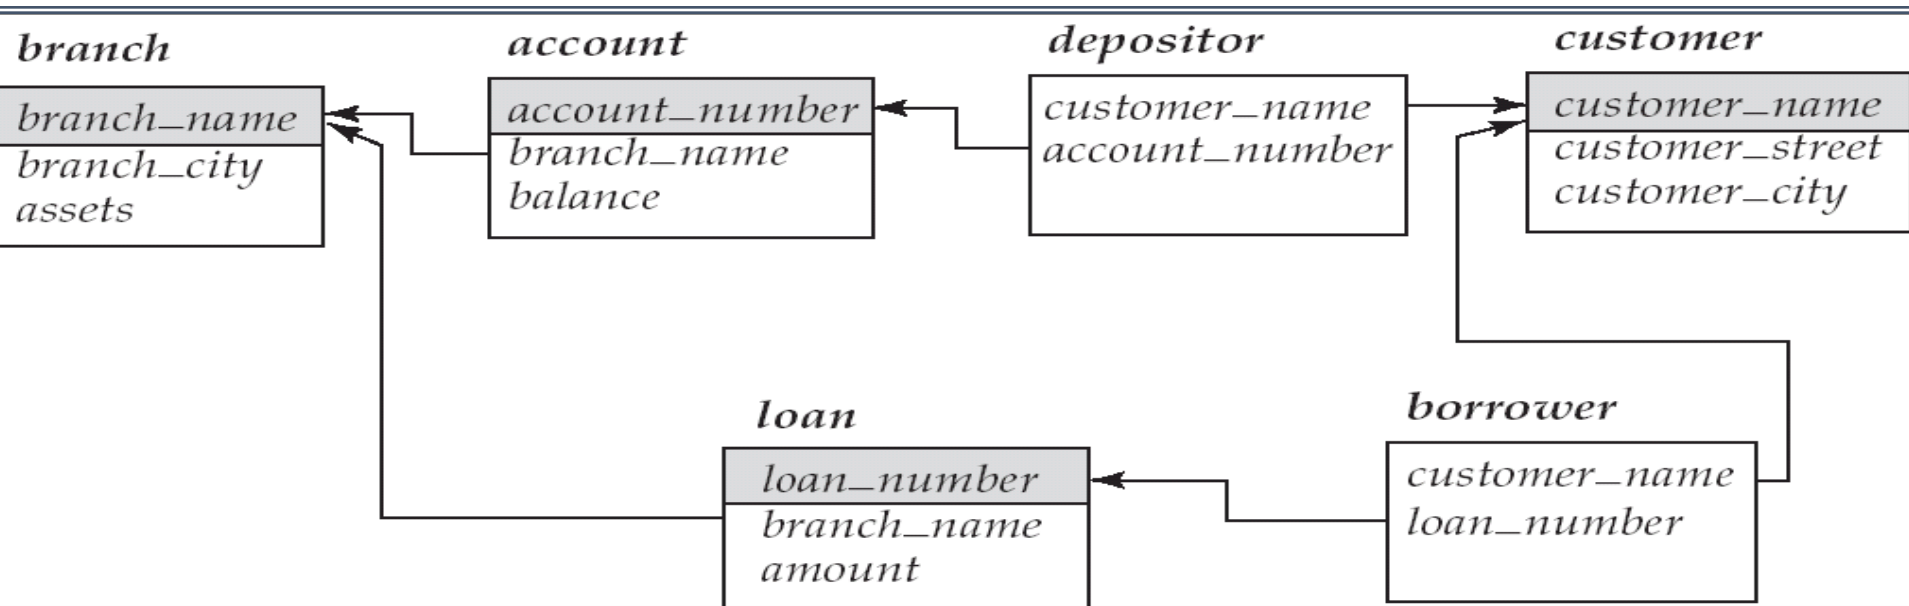 branch
branch_name
branch_city
assets
account
account_number
branch_name
balance
depositor
customer_name
account_number
customer
customer_name
customer_street
customer_city
loan
loan_number
branch_name
amount
borrower
customer_name
loan_number